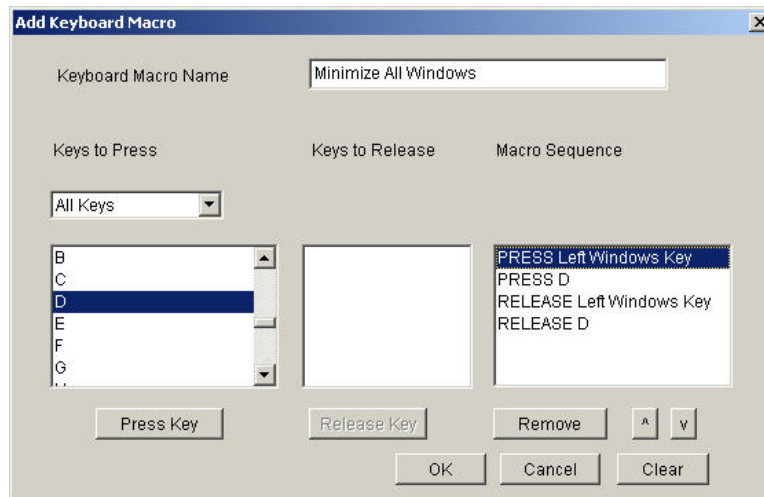 Add Keyboard Macro
Keyboard Macro Name
Minimize All Windows
Keys to Press
Keys to Release
Macro Sequence
All Keys
B
C
D
E
F
G
PRESS Left Windows Key
PRESS D
RELEASE Left Windows Key
RELEASE D
Press Key
Release Key
Remove
^
v
OK
Cancel
Clear